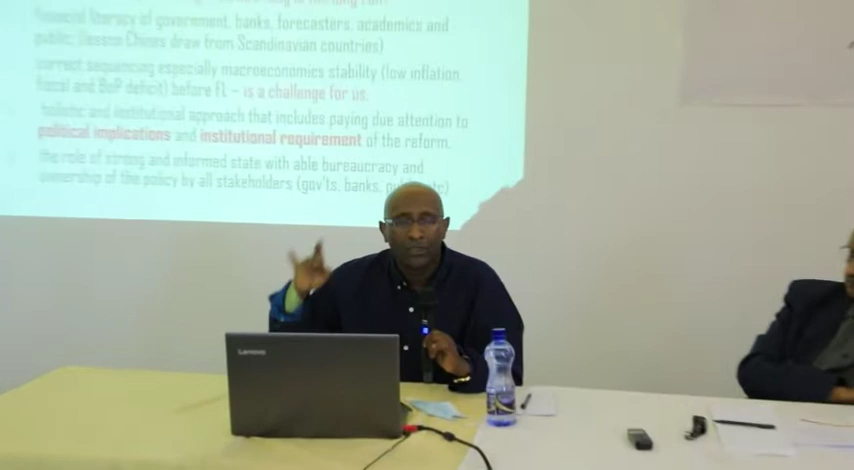 financial literacy of government, banks, forecasters, academics and
public. (lesson Chines draw from Scandinavian countries)
correct sequencing especially macroeconomics stability (low inflation,
fiscal and BoP deficit) before FL – is a challenge for us.
holistic and institutional approach that includes paying due attention to
political implications and institutional requirement of the reform.
the role of strong and informed state with able bureaucracy and
ownership of the policy by all stakeholders (gov'ts, banks,
Lenovo